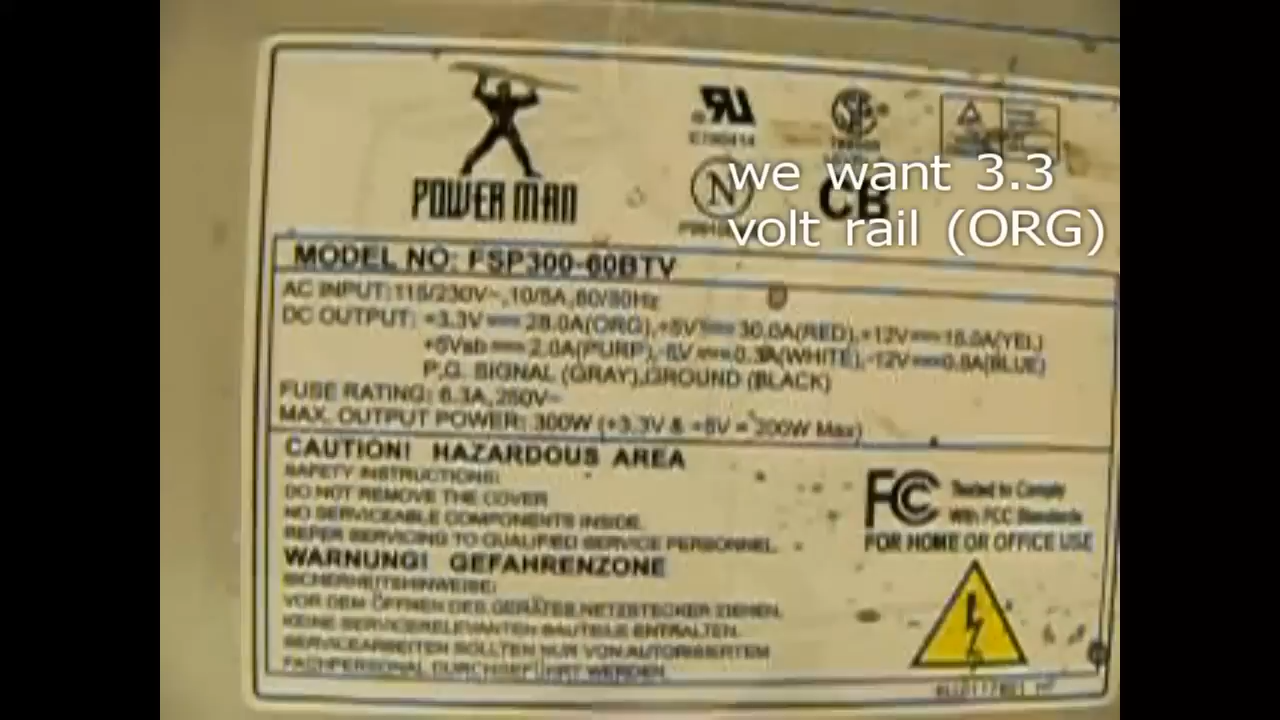 POWER MAN
N
CB
we want 3.3
volt rail (ORG)
MODEL NO: FSP300-60BTV
AC INPUT:115/230V~,10/5A,60/50Hz
DC OUTPUT: +3.3V⎓28.0A(ORG),+5V⎓30.0A(RED),+12V⎓15.0A(YEL)
+5Vsb⎓2.0A(PURP),-5V⎓0.3A(WHITE),-12V⎓0.8A(BLUE)
P.G. SIGNAL (GRAY),GROUND (BLACK)
FUSE RATING: 6.3A,250V~
MAX. OUTPUT POWER: 300W (+3.3V & +5V = 200W Max)
CAUTION! HAZARDOUS AREA
SAFETY INSTRUCTIONS:
DO NOT REMOVE THE COVER
NO SERVICEABLE COMPONENTS INSIDE.
REFER SERVICING TO QUALIFIED SERVICE PERSONNEL.
FC Tested to Comply
With FCC Standards
FOR HOME OR OFFICE USE
WARNUNG! GEFAHRENZONE
SICHERHEITSHINWEISE:
VOR DEM ÖFFNEN DES GERÄTES NETZSTECKER ZIEHEN.
KEINE SERVICERELEVANTEN BAUTEILE ENTHALTEN.
SERVICEARBEITEN SOLLTEN NUR VON AUTORISIERTEM
FACHPERSONAL DURCHGEFÜHRT WERDEN